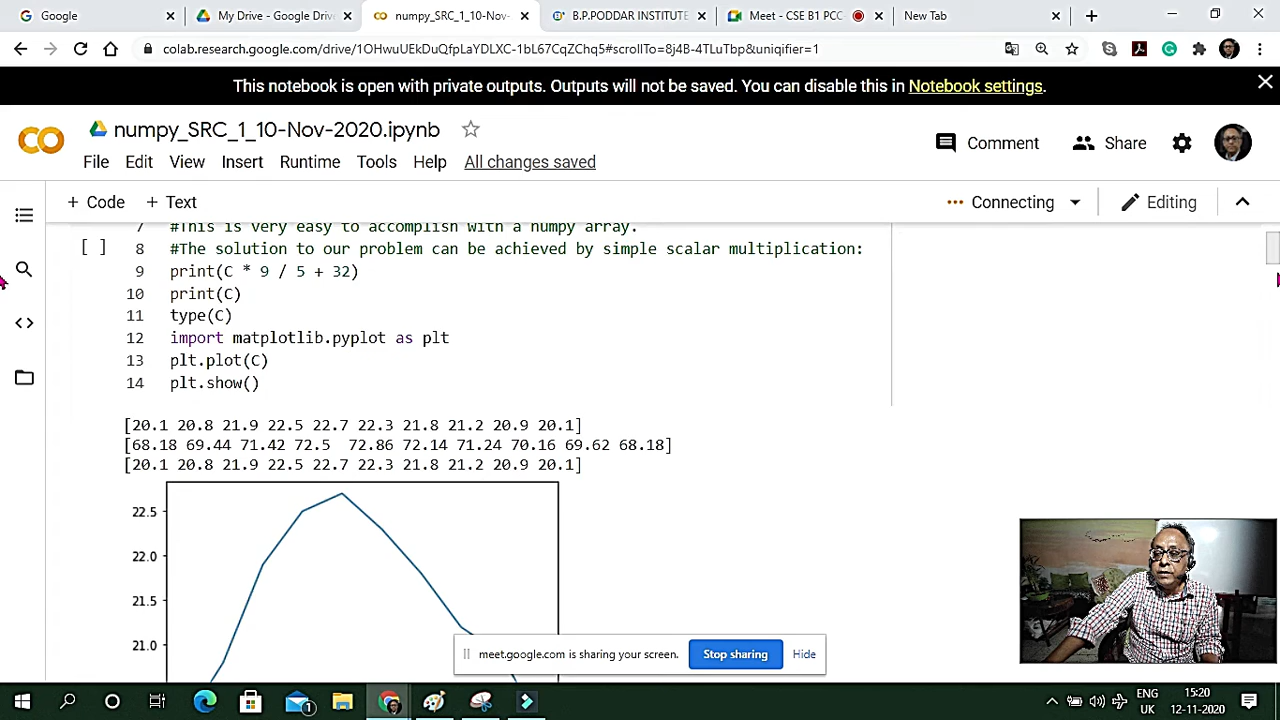 Google
My Drive - Google Drive
numpy_SRC_1_10-Nov-
B.P.PODDAR INSTITUTE
Meet - CSE B1 PCC
New Tab
colab.research.google.com/drive/1OHwuUEkDuQfpLaYDLXC-1bL67CqZChq5#scrollTo=8j4B-4TLuTbp&uniqifier=1
This notebook is open with private outputs. Outputs will not be saved. You can disable this in Notebook settings.
numpy_SRC_1_10-Nov-2020.ipynb
Comment
Share
File Edit View Insert Runtime Tools Help All changes saved
+ Code + Text
Connecting
Editing
7 #This is very easy to accomplish with a numpy array.
[ ] 8 #The solution to our problem can be achieved by simple scalar multiplication:
9 print(C * 9 / 5 + 32)
10 print(C)
11 type(C)
12 import matplotlib.pyplot as plt
13 plt.plot(C)
14 plt.show()
[20.1 20.8 21.9 22.5 22.7 22.3 21.8 21.2 20.9 20.1]
[68.18 69.44 71.42 72.5 72.86 72.14 71.24 70.16 69.62 68.18]
[20.1 20.8 21.9 22.5 22.7 22.3 21.8 21.2 20.9 20.1]
22.5
22.0
21.5
21.0
meet.google.com is sharing your screen.
Stop sharing
Hide
1
ENG
UK
15:20
12-11-2020